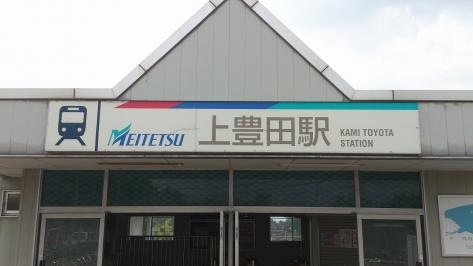 MEITETSU 上豊田駅 KAMI TOYOTA
STATION